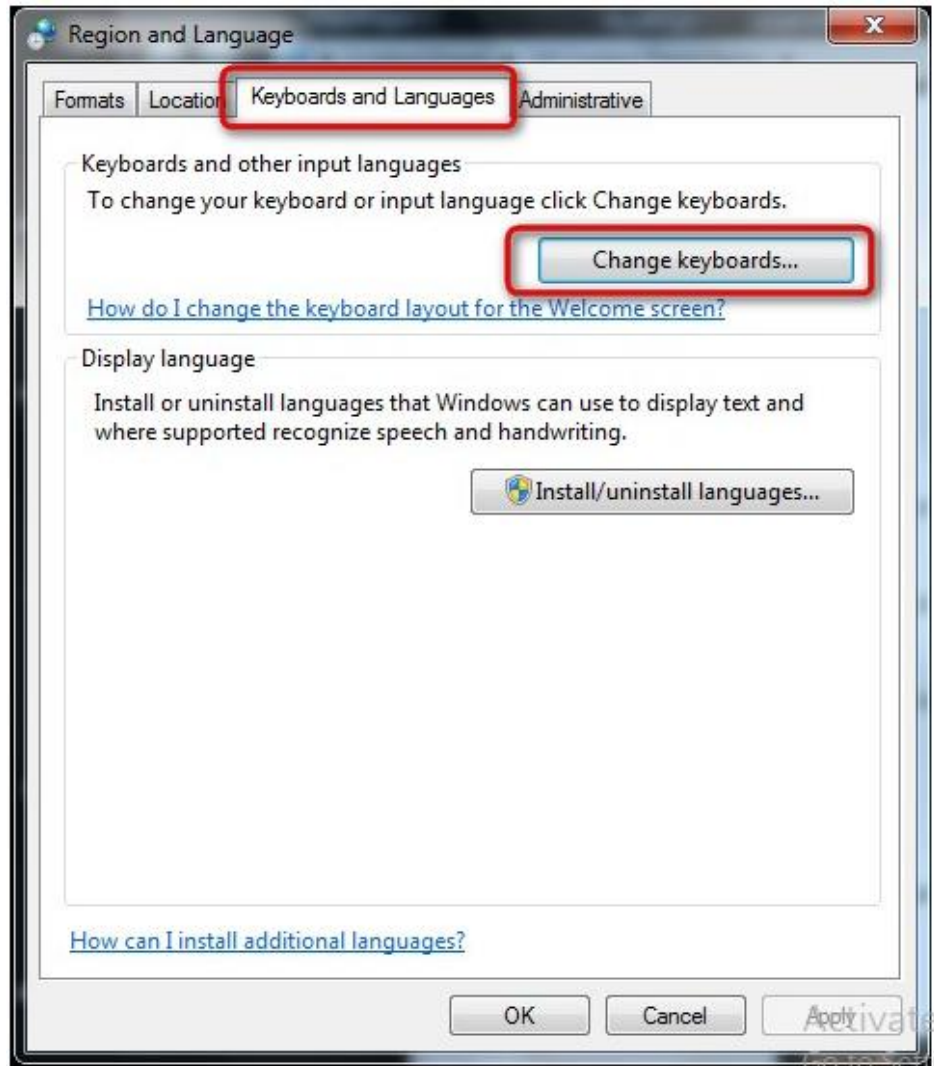 Region and Language
Formats Location Keyboards and Languages Administrative
Keyboards and other input languages
To change your keyboard or input language click Change keyboards.
Change keyboards...
How do I change the keyboard layout for the Welcome screen?
Display language
Install or uninstall languages that Windows can use to display text and
where supported recognize speech and handwriting.
Install/uninstall languages...
How can I install additional languages?
OK Cancel Apply